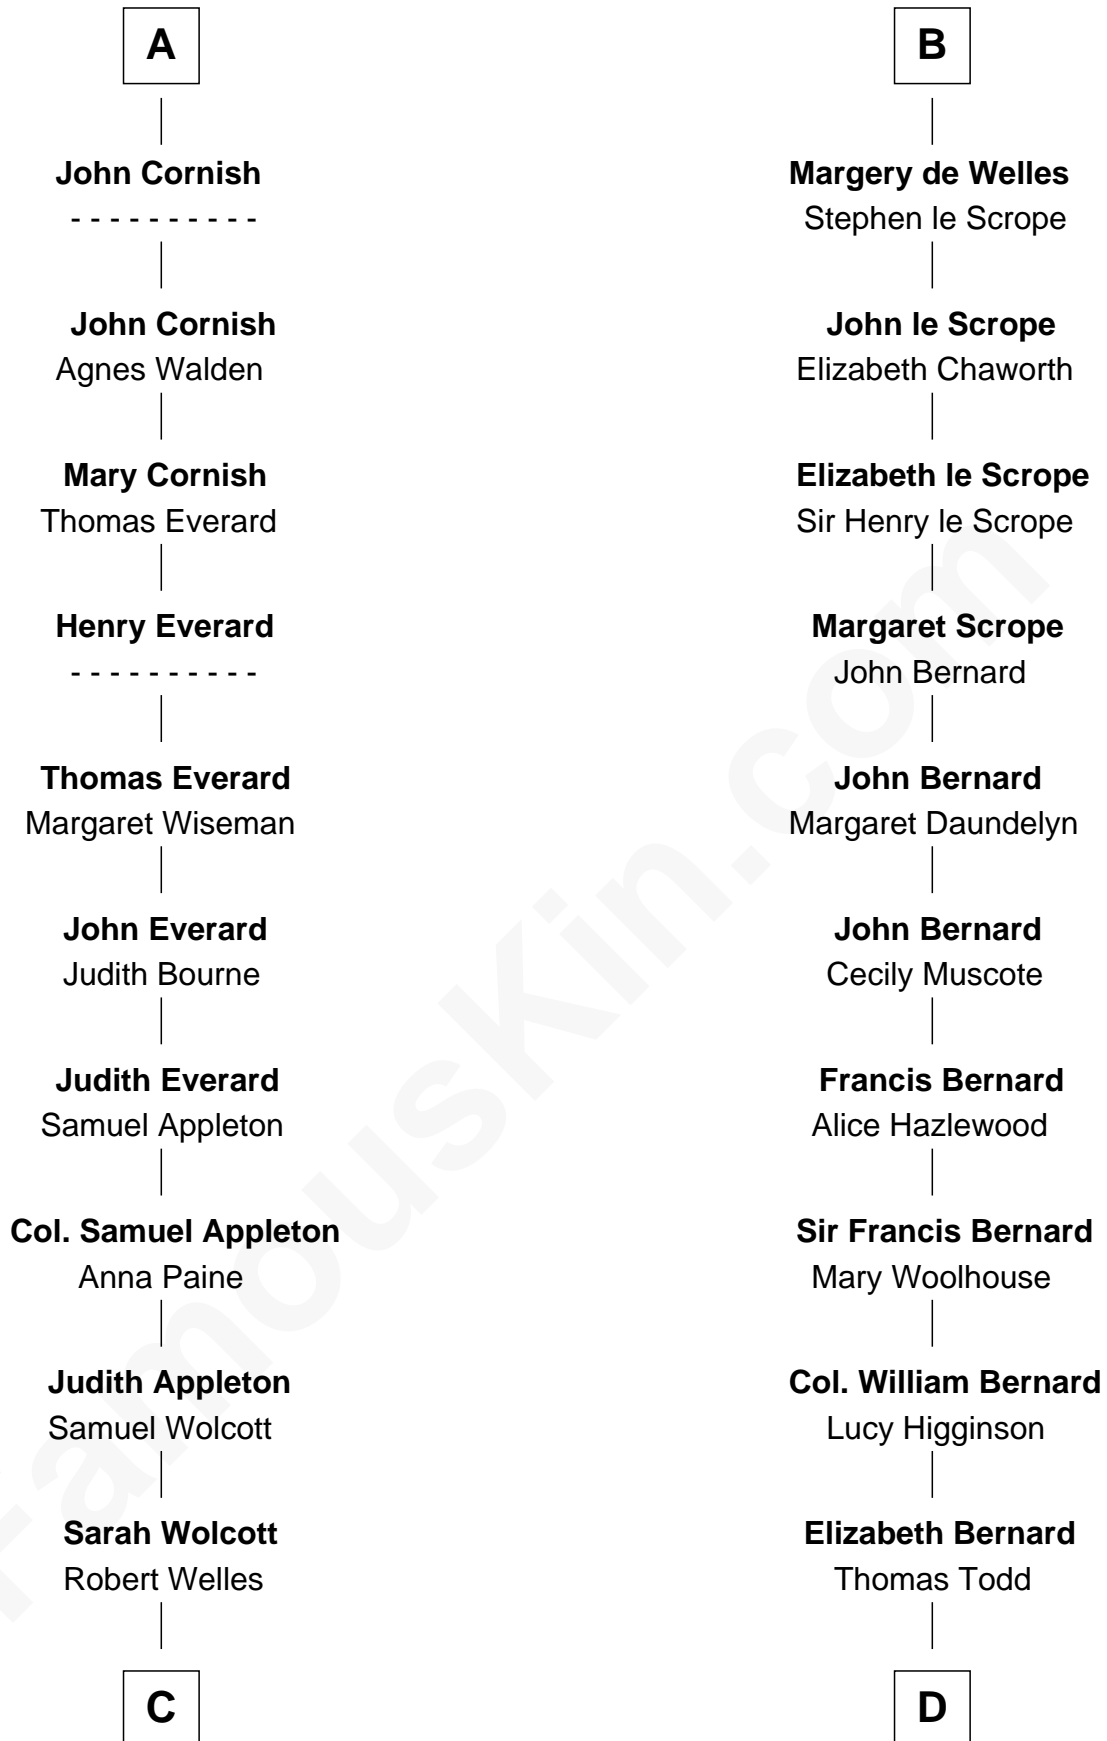 A
John Cornish
- - - - - - - - - -
John Cornish
Agnes Walden
Mary Cornish
Thomas Everard
Henry Everard
- - - - - - - - - -
Thomas Everard
Margaret Wiseman
John Everard
Judith Bourne
Judith Everard
Samuel Appleton
Col. Samuel Appleton
Anna Paine
Judith Appleton
Samuel Wolcott
Sarah Wolcott
Robert Welles
C
B
Margery de Welles
Stephen le Scrope
John le Scrope
Elizabeth Chaworth
Elizabeth le Scrope
Sir Henry le Scrope
Margaret Scrope
John Bernard
John Bernard
Margaret Daundelyn
John Bernard
Cecily Muscote
Francis Bernard
Alice Hazlewood
Sir Francis Bernard
Mary Woolhouse
Col. William Bernard
Lucy Higginson
Elizabeth Bernard
Thomas Todd
D
FamousKin.com